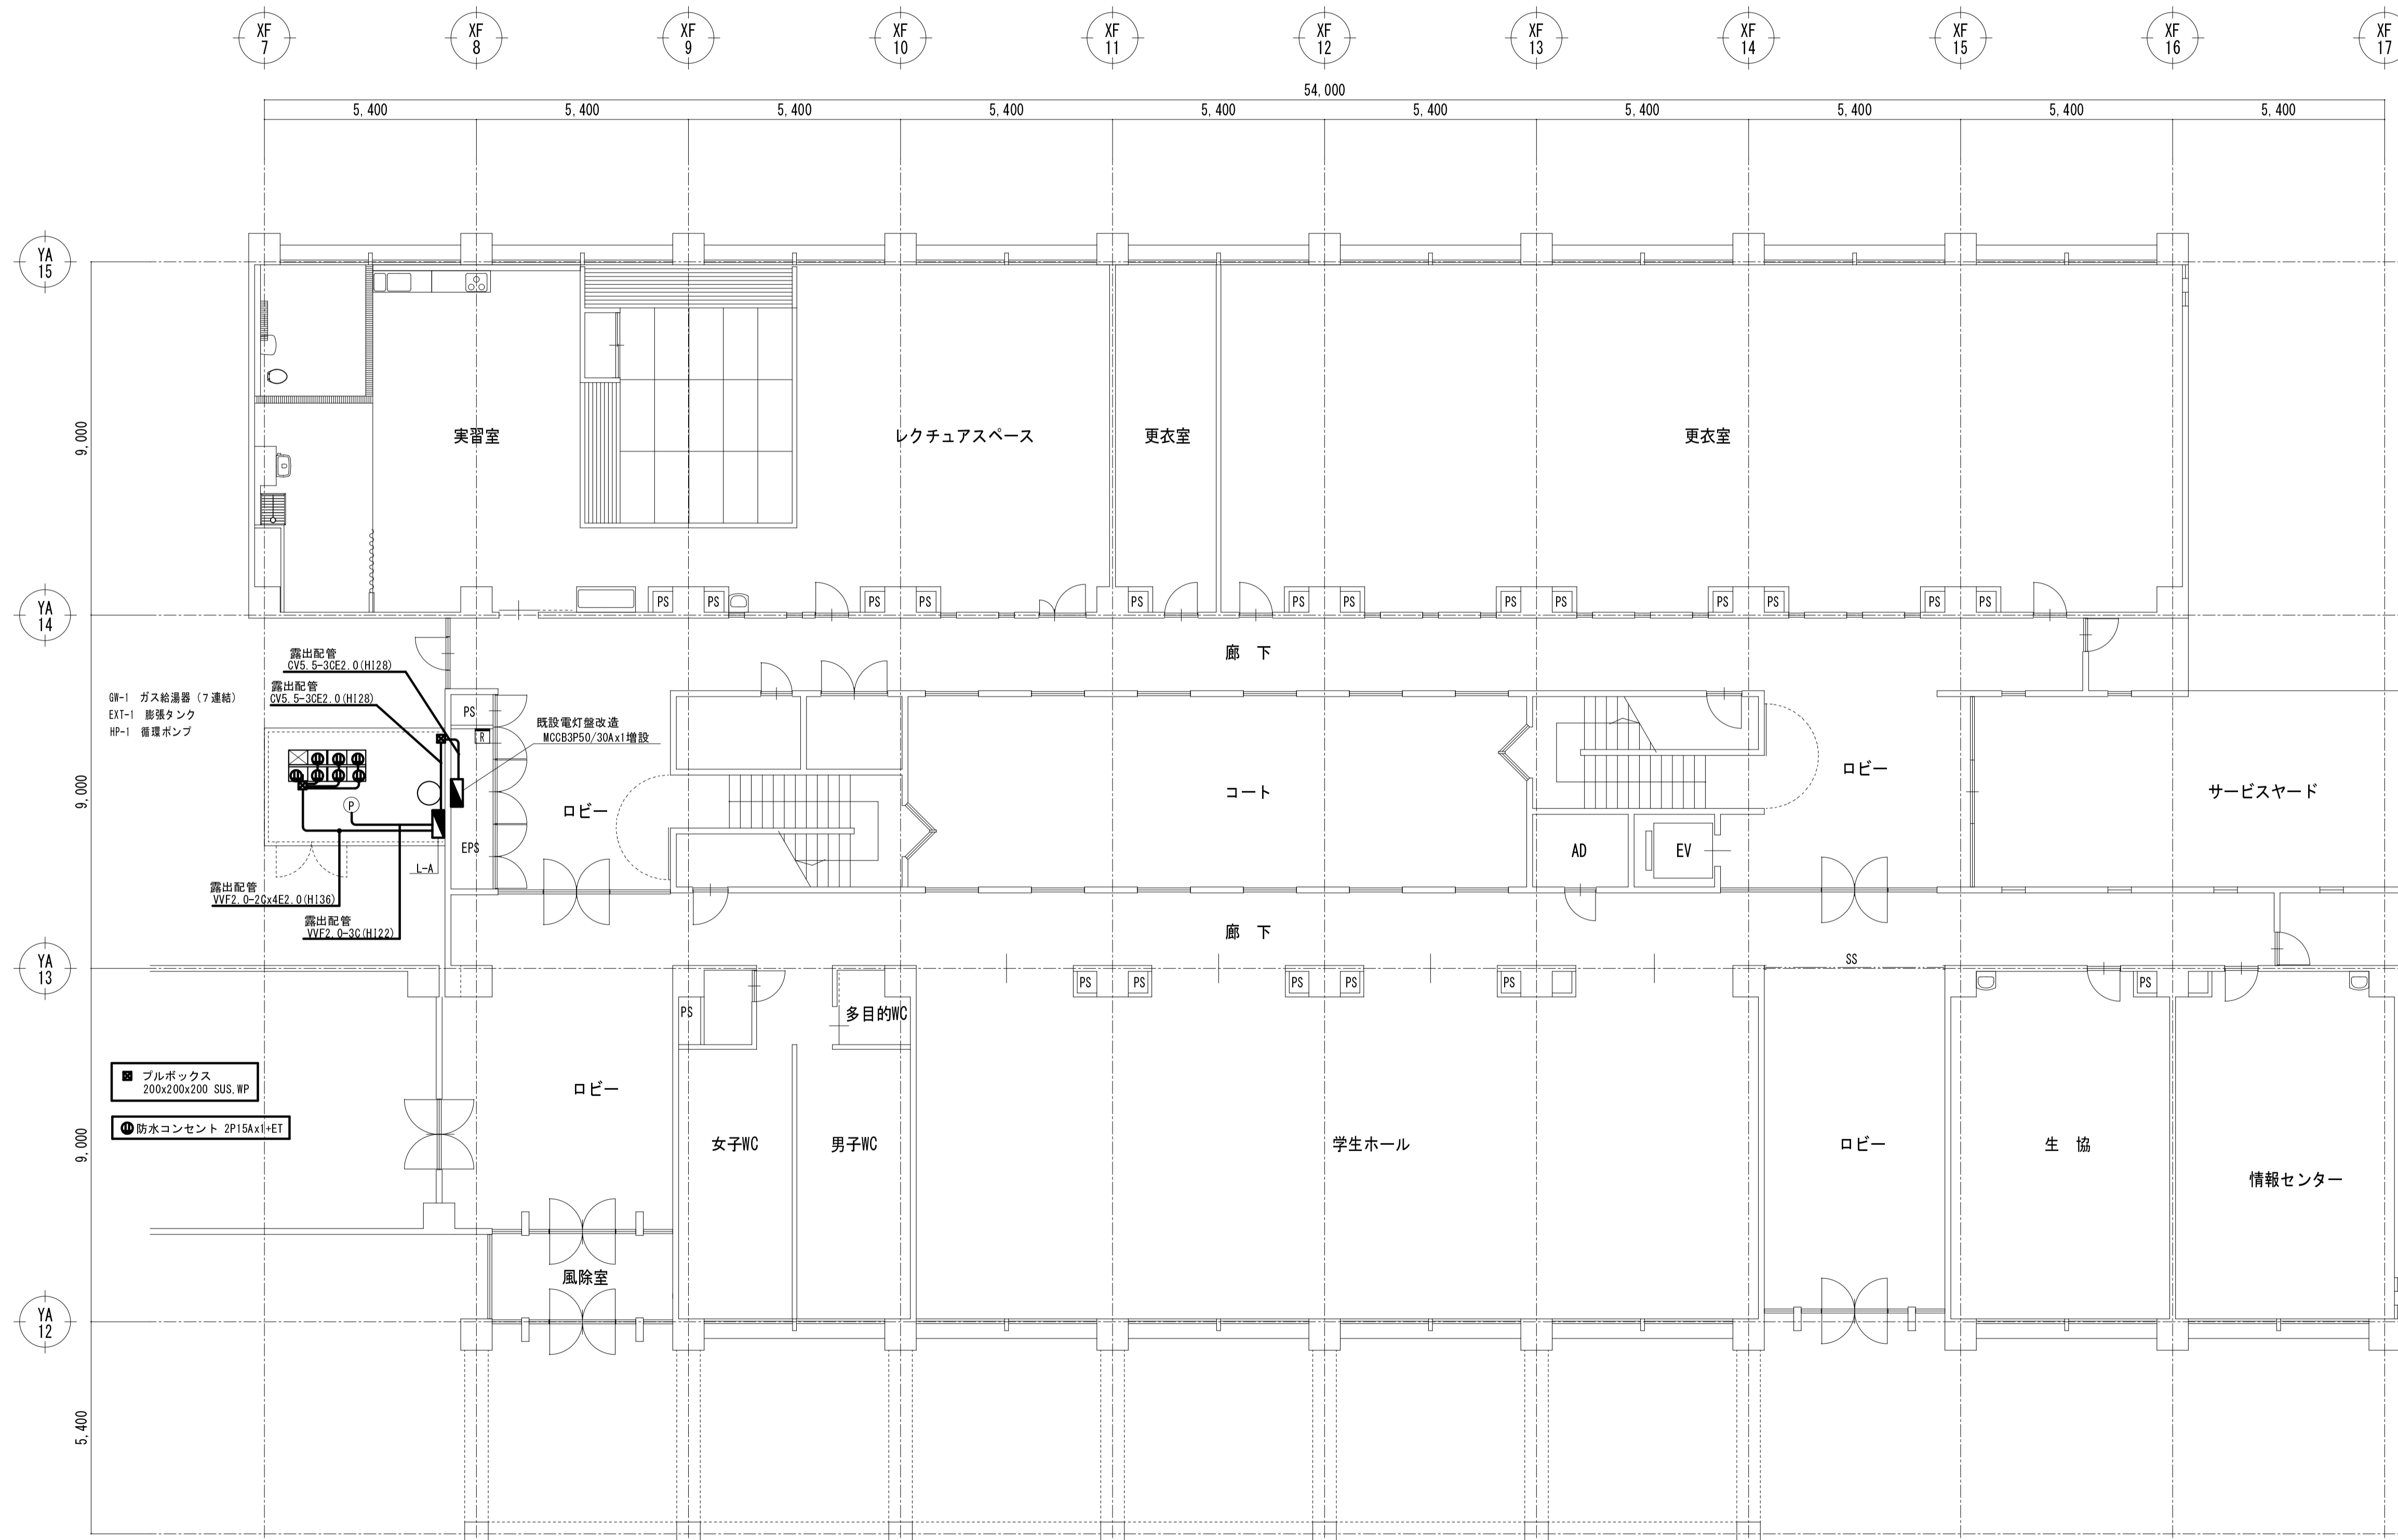 XF 7
XF 8
XF 9
XF 10
XF 11
XF 12
XF 13
XF 14
XF 15
XF 16
XF 17
54,000
5,400
5,400
5,400
5,400
5,400
5,400
5,400
5,400
5,400
5,400
YA 15
9,000
実習室
レクチュアスペース
更衣室
更衣室
PS
PS
PS
PS
PS
PS
PS
PS
PS
PS
PS
PS
PS
YA 14
廊 下
露出配管
CV5.5-3CE2.0(HI28)
露出配管
CV5.5-3CE2.0(HI28)
GW-1 ガス給湯器(7連結)
EXT-1 膨張タンク
HP-1 循環ポンプ
PS
R
既設電灯盤改造
MCCB3P50/30Ax1増設
P
EPS
L-A
9,000
ロビー
コート
ロビー
サービスヤード
AD
EV
露出配管
VVF2.0-2Cx4E2.0(HI36)
露出配管
VVF2.0-3C(HI22)
廊 下
YA 13
SS
PS
PS
PS
PS
PS
PS
PS
多目的WC
プルボックス
200x200x200 SUS,WP
防水コンセント 2P15Ax1+ET
9,000
ロビー
女子WC
男子WC
学生ホール
ロビー
生 協
情報センター
風除室
YA 12
5,400